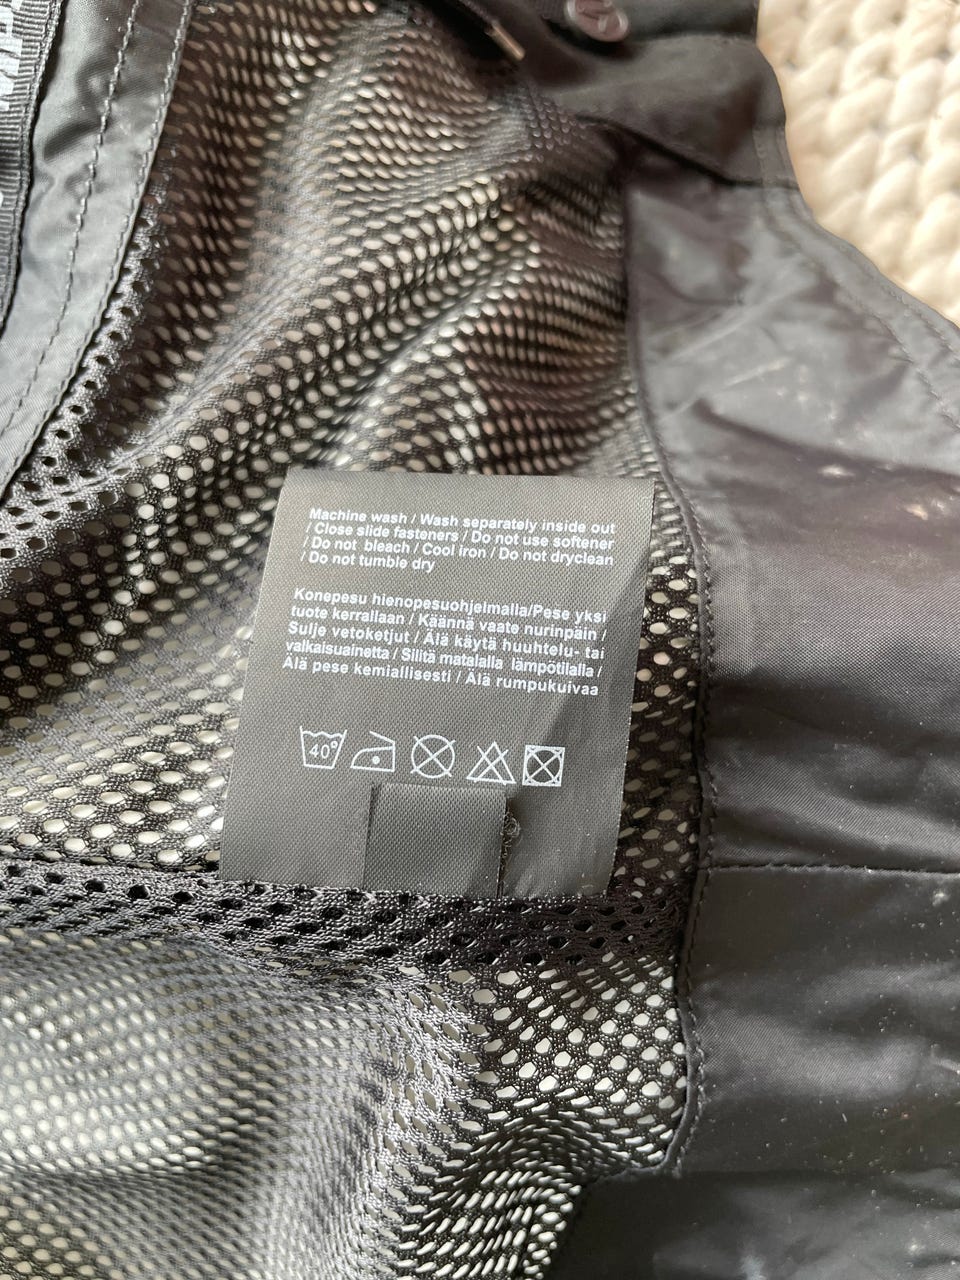 Machine wash / Wash separately inside out
/ Close slide fasteners / Do not use softener
/ Do not bleach / Cool iron / Do not dryclean
/ Do not tumble dry
Konepesu hienopesuohjelmalla/Pese yksi
tuote kerrallaan / Käännä vaate nurinpäin /
Sulje vetoketjut / Älä käytä huuhtelu- tai
valkaisuainetta / Silitä matalalla lämpötilalla /
Älä pese kemiallisesti / Älä rumpukuivaa
40°